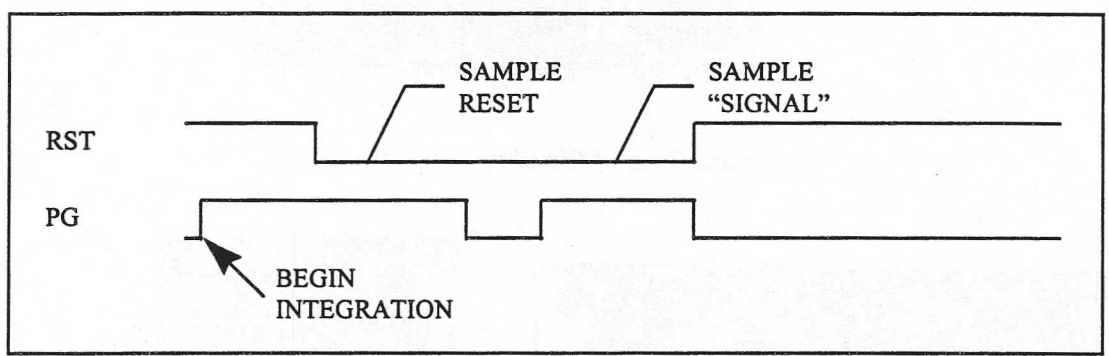 SAMPLE
RESET
SAMPLE
“SIGNAL”
RST
PG
BEGIN
INTEGRATION